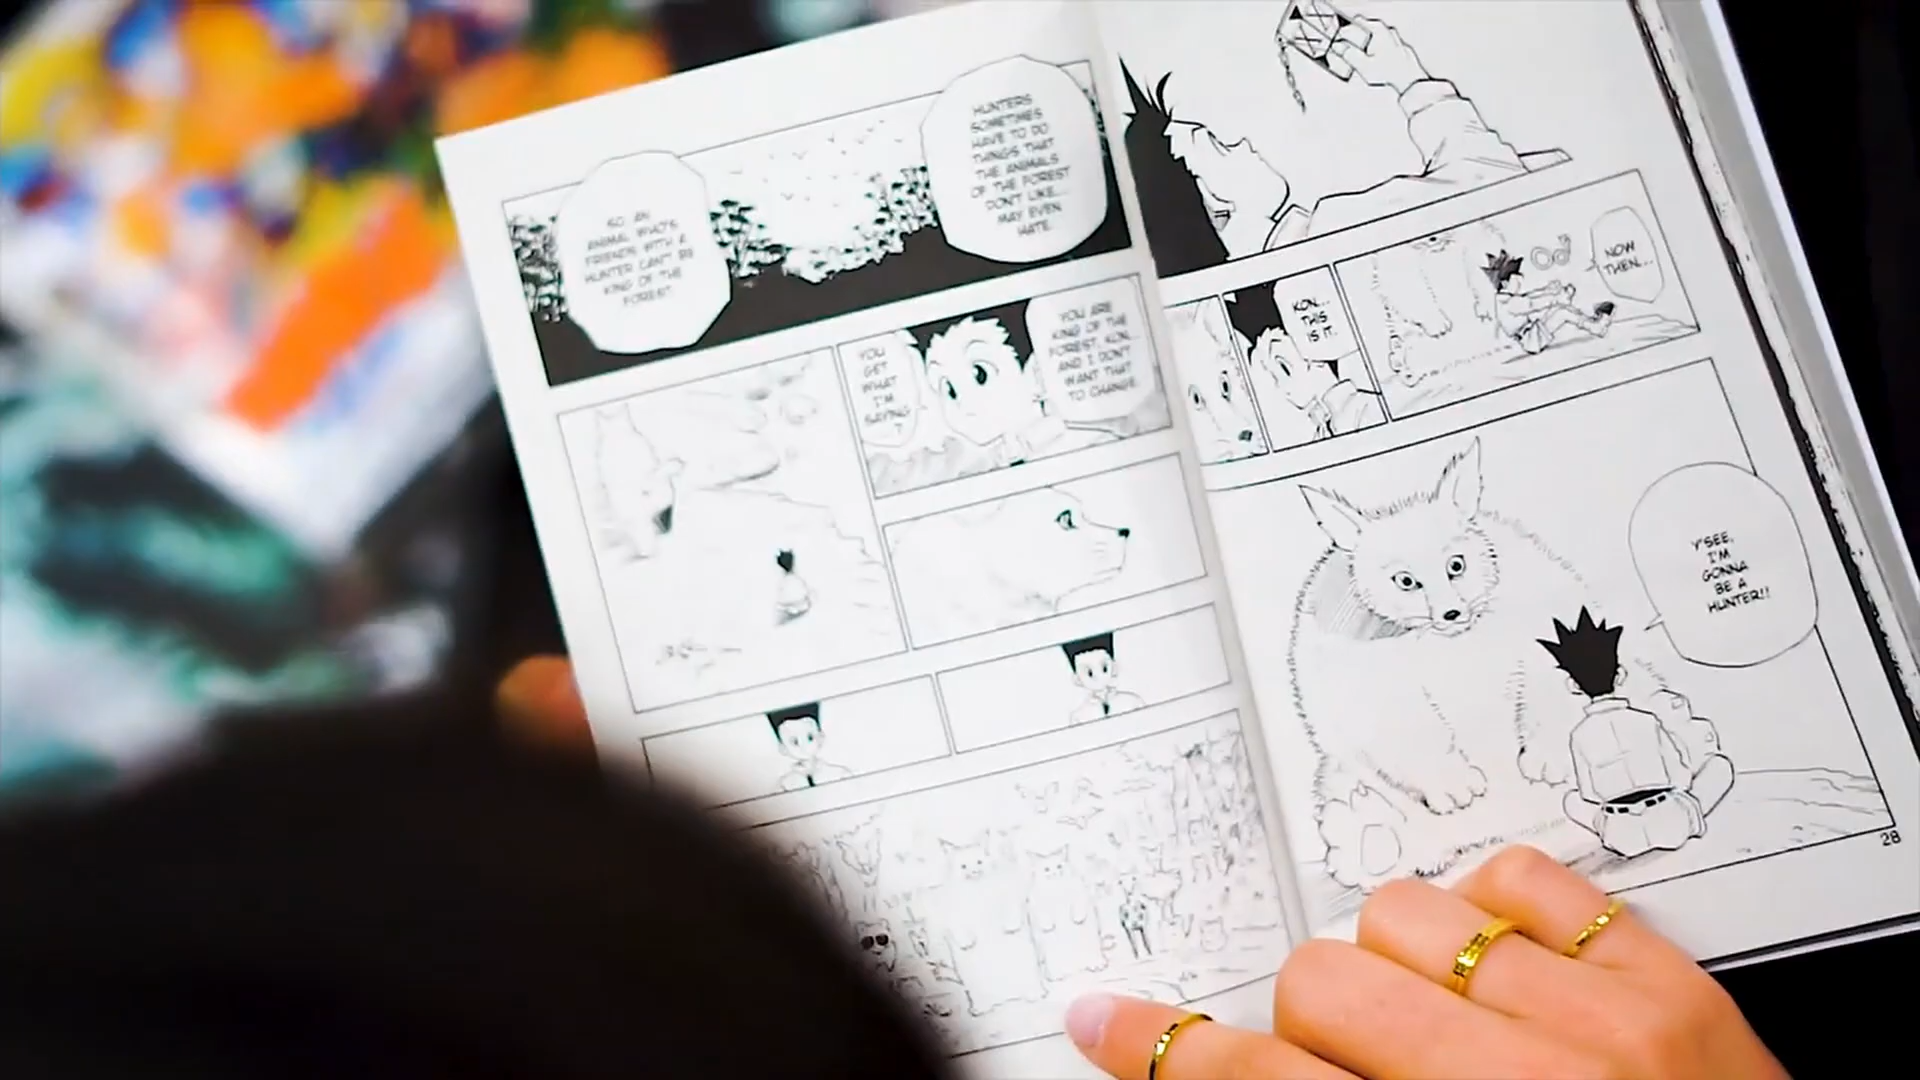 NOW
THEN...
KON...
THIS
IS IT.
Y'SEE,
I'M
GONNA
BE A
HUNTER!!
28
HUNTERS
SOMETIMES
HAVE TO DO
THINGS THAT
THE ANIMALS
OF THE FOREST
DON'T LIKE...
MAY EVEN
HATE.
SO, AN
ANIMAL WHO'S
FRIENDS WITH A
HUNTER CAN'T BE
KING OF THE
FOREST.
YOU ARE
KING OF THE
FOREST, KON...
AND I DON'T
WANT THAT
TO CHANGE.
YOU
GET
WHAT
I'M
SAYING
?